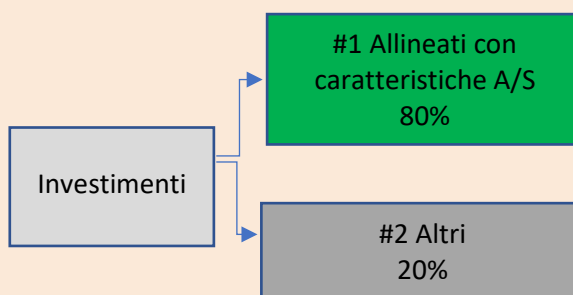 #1 Allineati con
caratteristiche A/S
80%
Investimenti
#2 Altri
20%